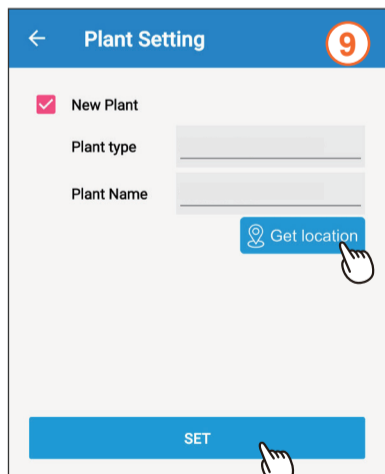 Plant Setting
9
New Plant
Plant type
Plant Name
Get location
SET